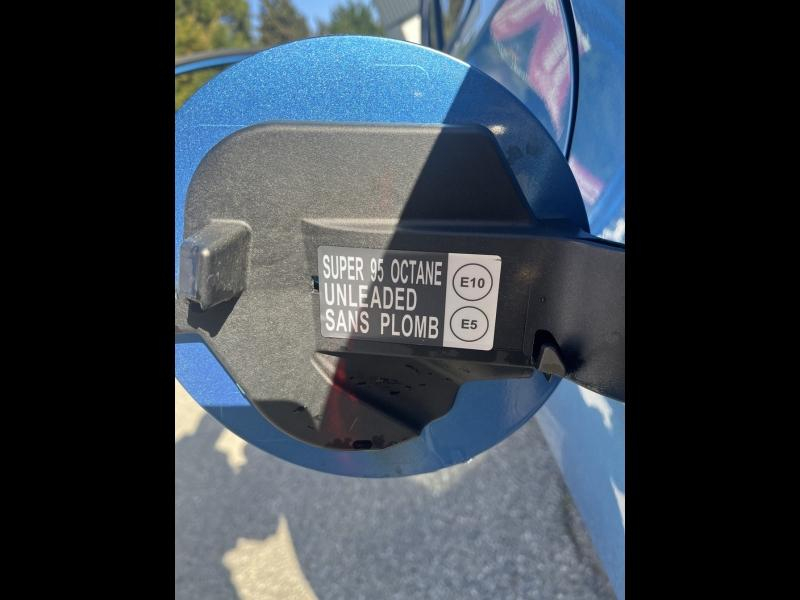 SUPER 95 OCTANE
UNLEADED
SANS PLOMB
E10
E5